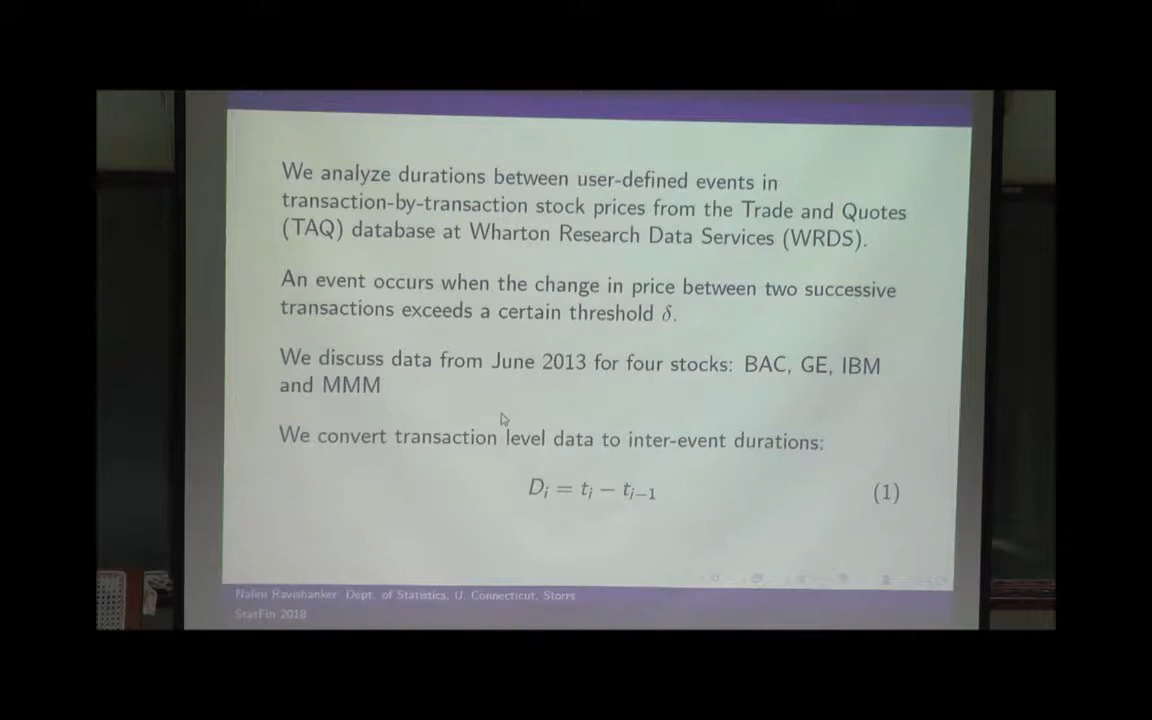 We analyze durations between user-defined events in
transaction-by-transaction stock prices from the Trade and Quotes
(TAQ) database at Wharton Research Data Services (WRDS).
An event occurs when the change in price between two successive
transactions exceeds a certain threshold δ.
We discuss data from June 2013 for four stocks: BAC, GE, IBM
and MMM
We convert transaction level data to inter-event durations:
Dᵢ = tᵢ − tᵢ₋₁ (1)
Nalini Ravishanker Dept. of Statistics, U. Connecticut, Storrs
StatFin 2018